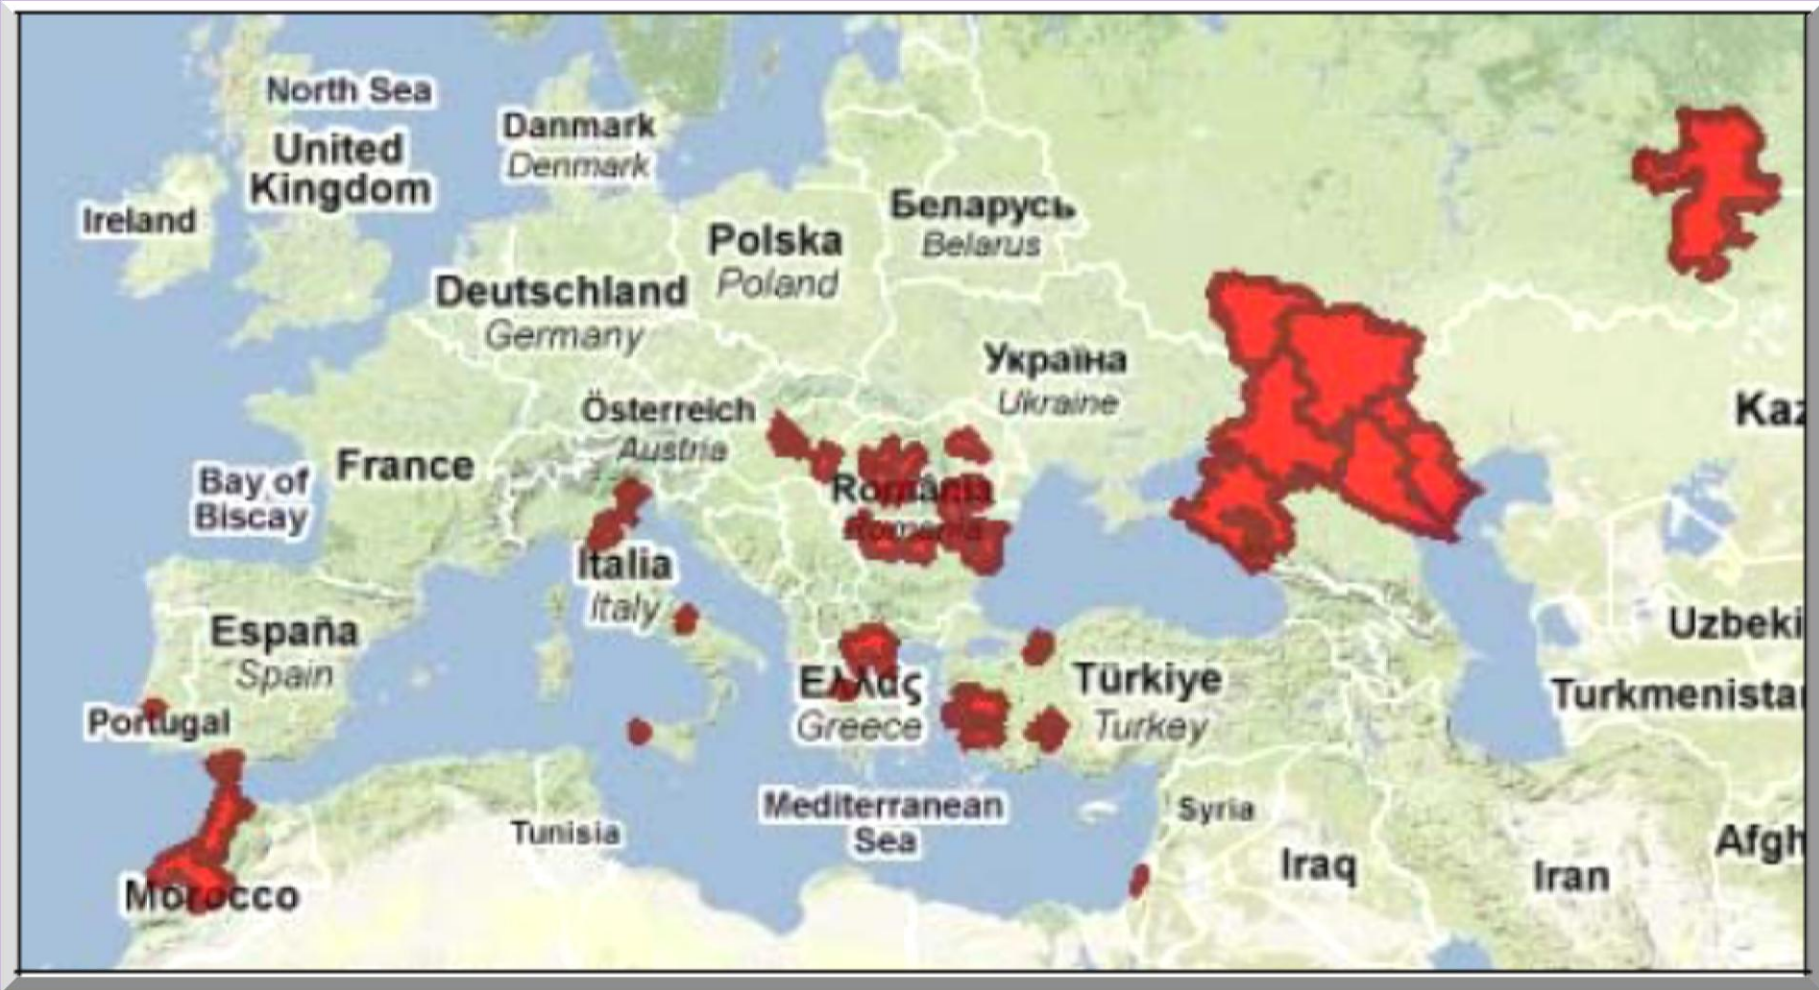 North Sea
Danmark
Denmark
United
Kingdom
Ireland
Беларусь
Belarus
Polska
Poland
Deutschland
Germany
Україна
Ukraine
Österreich
Austria
Kaz
France
Bay of
Biscay
România
Romania
Italia
Italy
España
Spain
Uzbeki
Ελλάς
Greece
Türkiye
Turkey
Turkmenista
Portugal
Mediterranean
Sea
Syria
Tunisia
Afgh
Iraq
Iran
Morocco